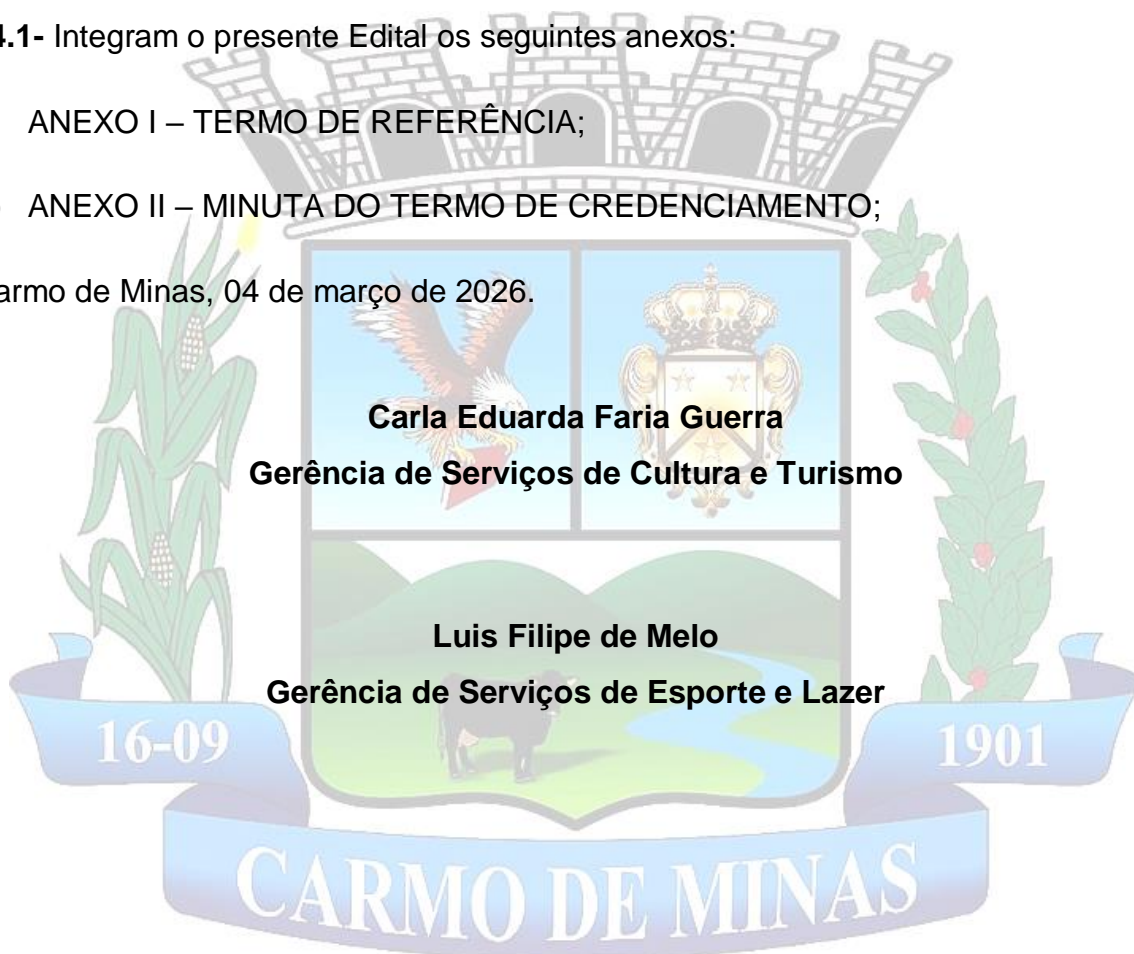 4.1- Integram o presente Edital os seguintes anexos:
ANEXO I – TERMO DE REFERÊNCIA;
ANEXO II – MINUTA DO TERMO DE CREDENCIAMENTO;
armo de Minas, 04 de março de 2026.
Carla Eduarda Faria Guerra
Gerência de Serviços de Cultura e Turismo
Luis Filipe de Melo
Gerência de Serviços de Esporte e Lazer
16-09
1901
CARMO DE MINAS